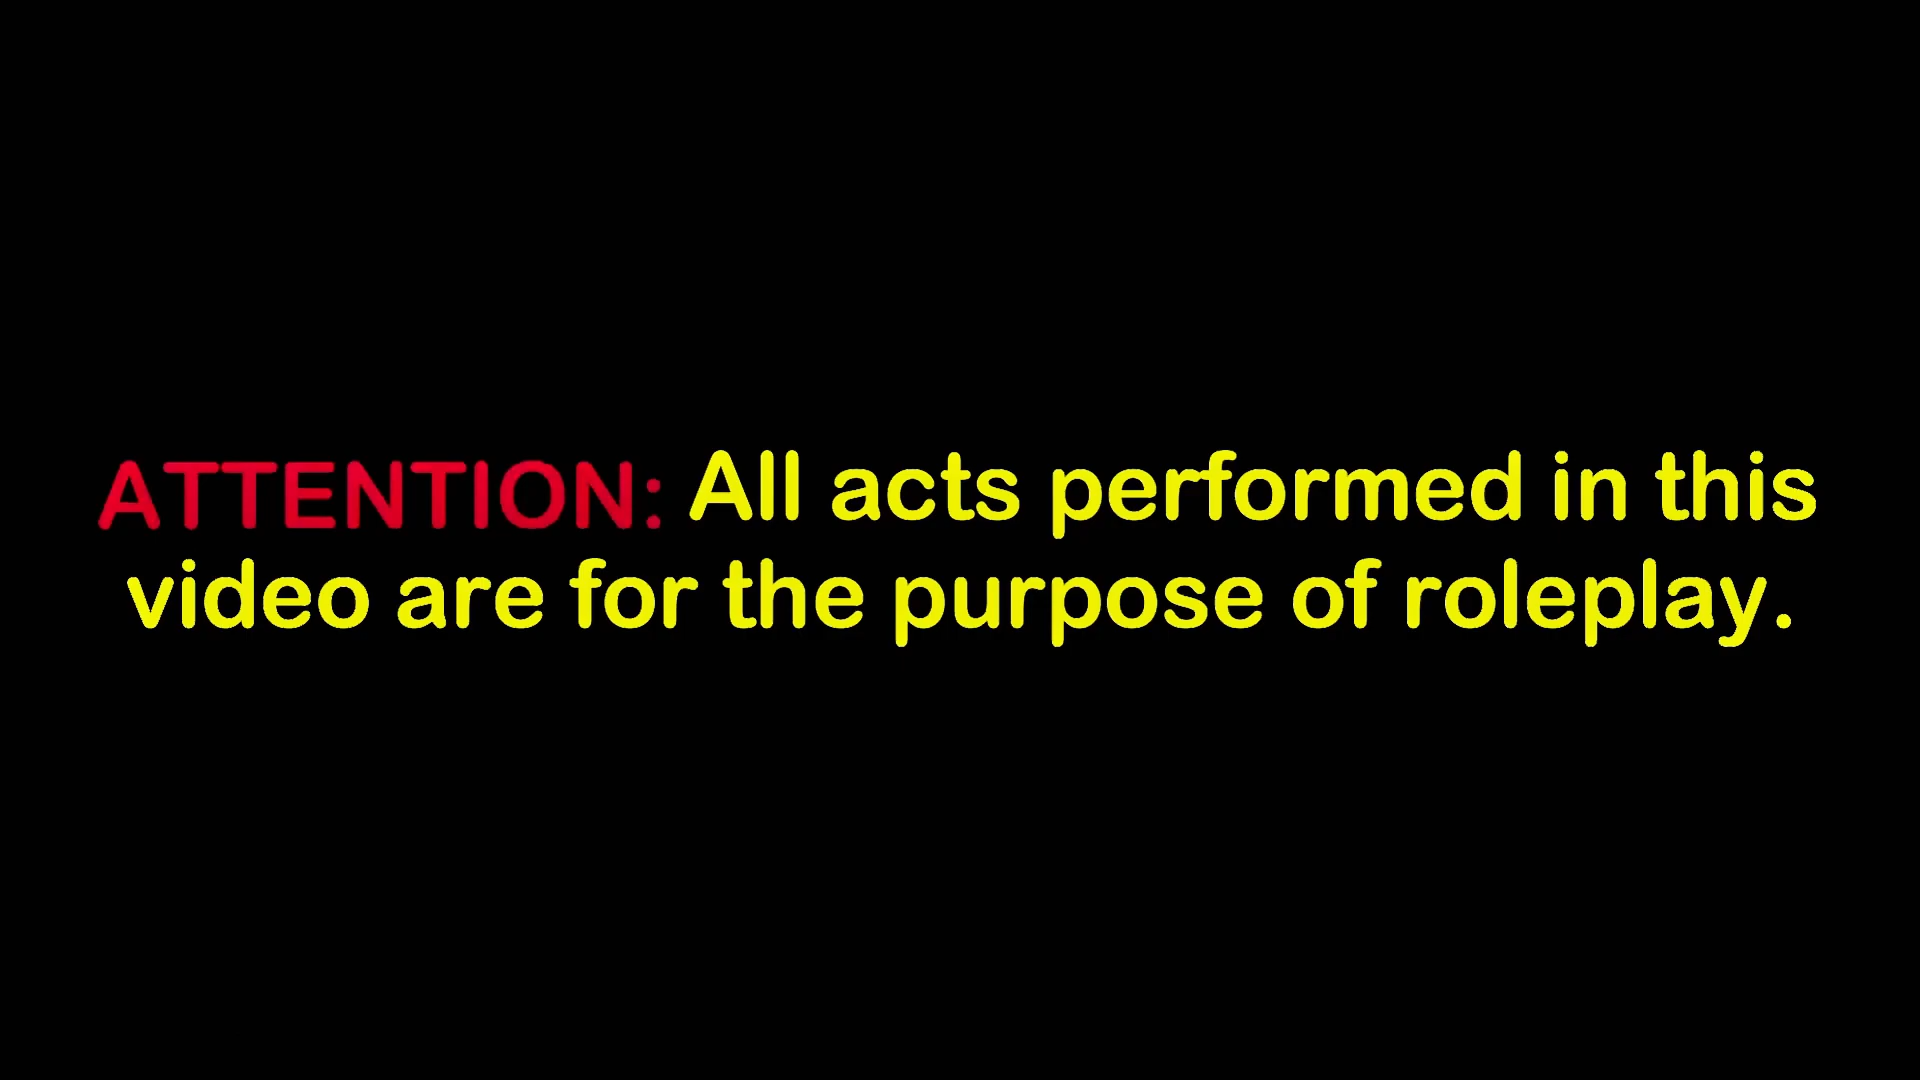 ATTENTION: All acts performed in this
video are for the purpose of roleplay.